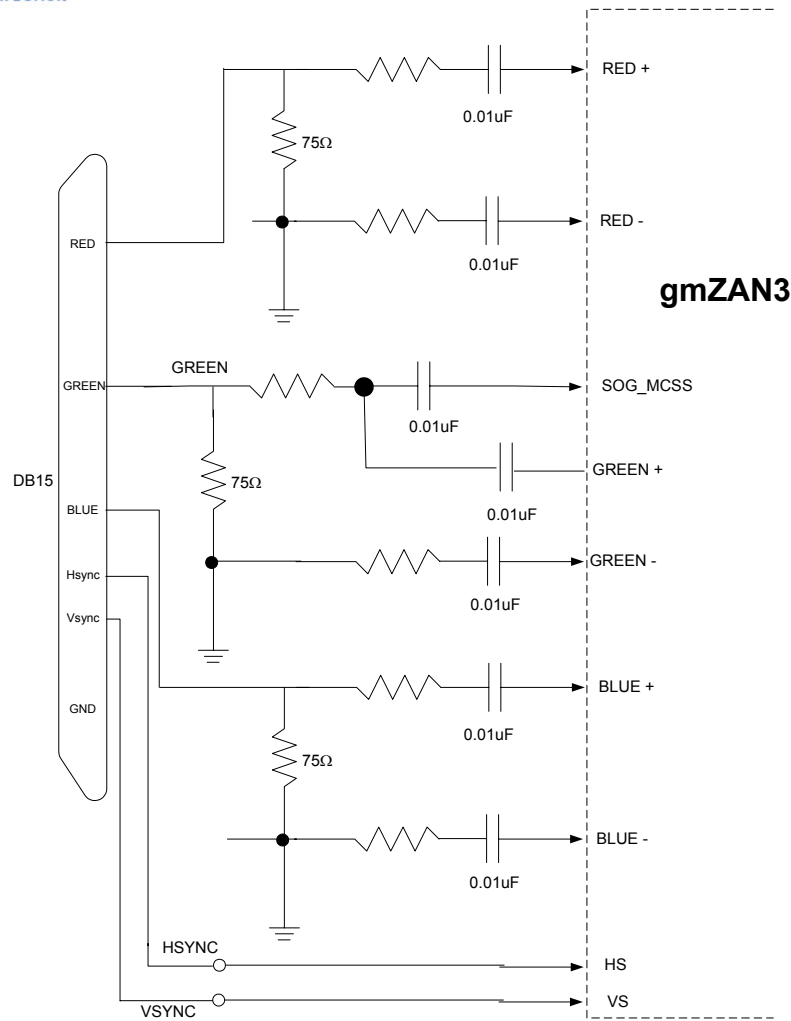 RED +
0.01uF
75Ω
RED -
0.01uF
RED
gmZAN3
GREEN
GREEN
SOG_MCSS
0.01uF
GREEN +
75Ω
DB15
0.01uF
BLUE
GREEN -
Hsync
0.01uF
Vsync
BLUE +
GND
0.01uF
75Ω
BLUE -
0.01uF
HSYNC
HS
VS
VSYNC